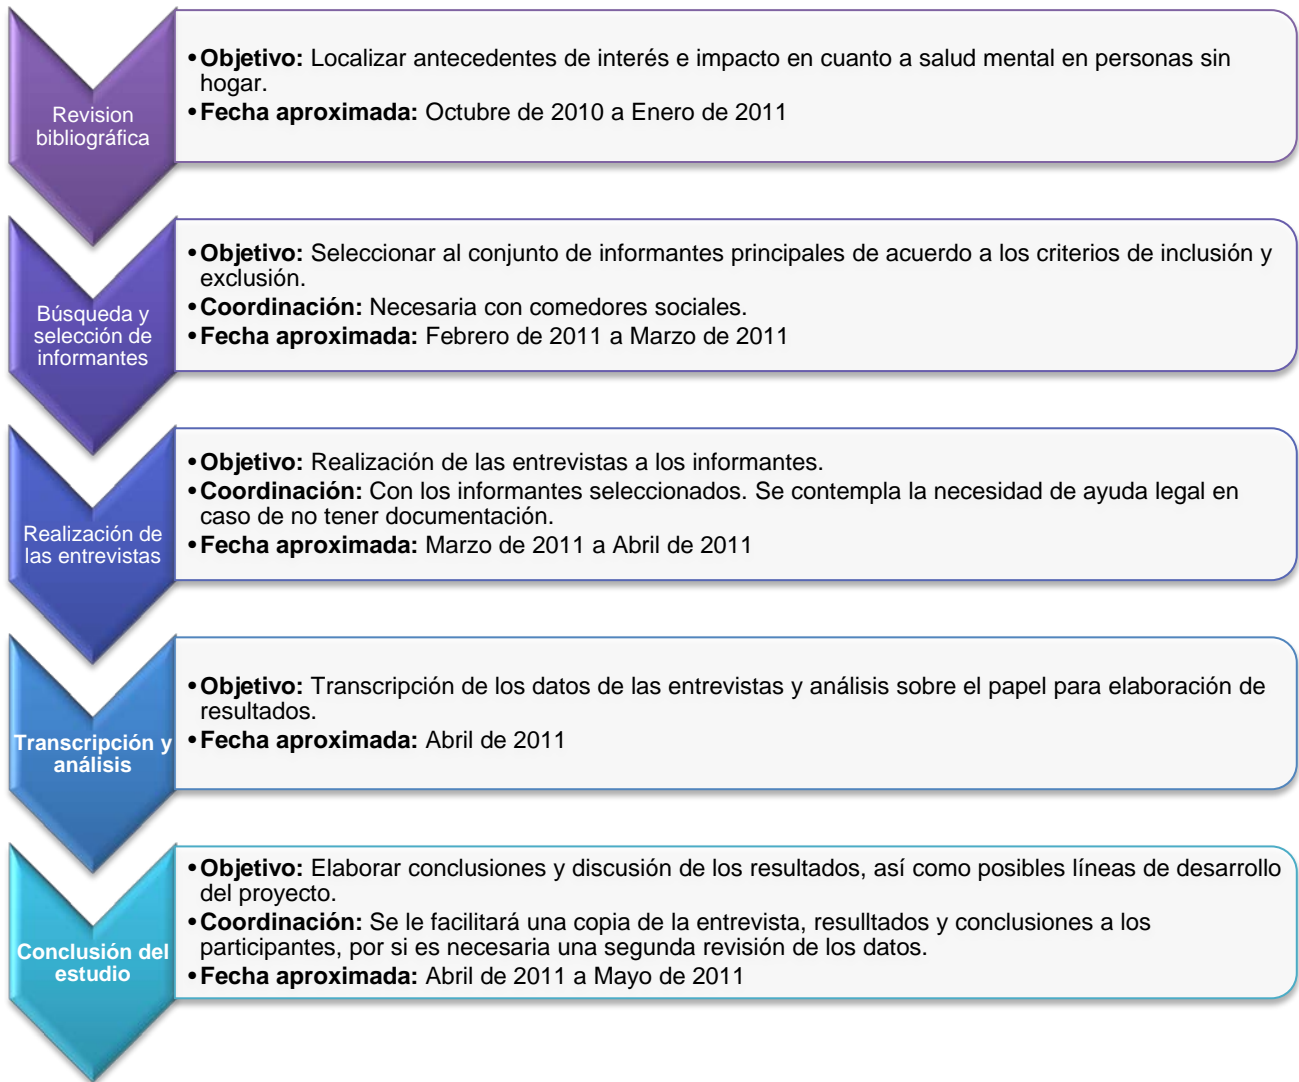 Revision
bibliográfica
•Objetivo: Localizar antecedentes de interés e impacto en cuanto a salud mental en personas sin
hogar.
•Fecha aproximada: Octubre de 2010 a Enero de 2011
Búsqueda y
selección de
informantes
•Objetivo: Seleccionar al conjunto de informantes principales de acuerdo a los criterios de inclusión y
exclusión.
•Coordinación: Necesaria con comedores sociales.
•Fecha aproximada: Febrero de 2011 a Marzo de 2011
Realización de
las entrevistas
•Objetivo: Realización de las entrevistas a los informantes.
•Coordinación: Con los informantes seleccionados. Se contempla la necesidad de ayuda legal en
caso de no tener documentación.
•Fecha aproximada: Marzo de 2011 a Abril de 2011
Transcripción y
análisis
•Objetivo: Transcripción de los datos de las entrevistas y análisis sobre el papel para elaboración de
resultados.
•Fecha aproximada: Abril de 2011
Conclusión del
estudio
•Objetivo: Elaborar conclusiones y discusión de los resultados, así como posibles líneas de desarrollo
del proyecto.
•Coordinación: Se le facilitará una copia de la entrevista, resulltados y conclusiones a los
participantes, por si es necesaria una segunda revisión de los datos.
•Fecha aproximada: Abril de 2011 a Mayo de 2011